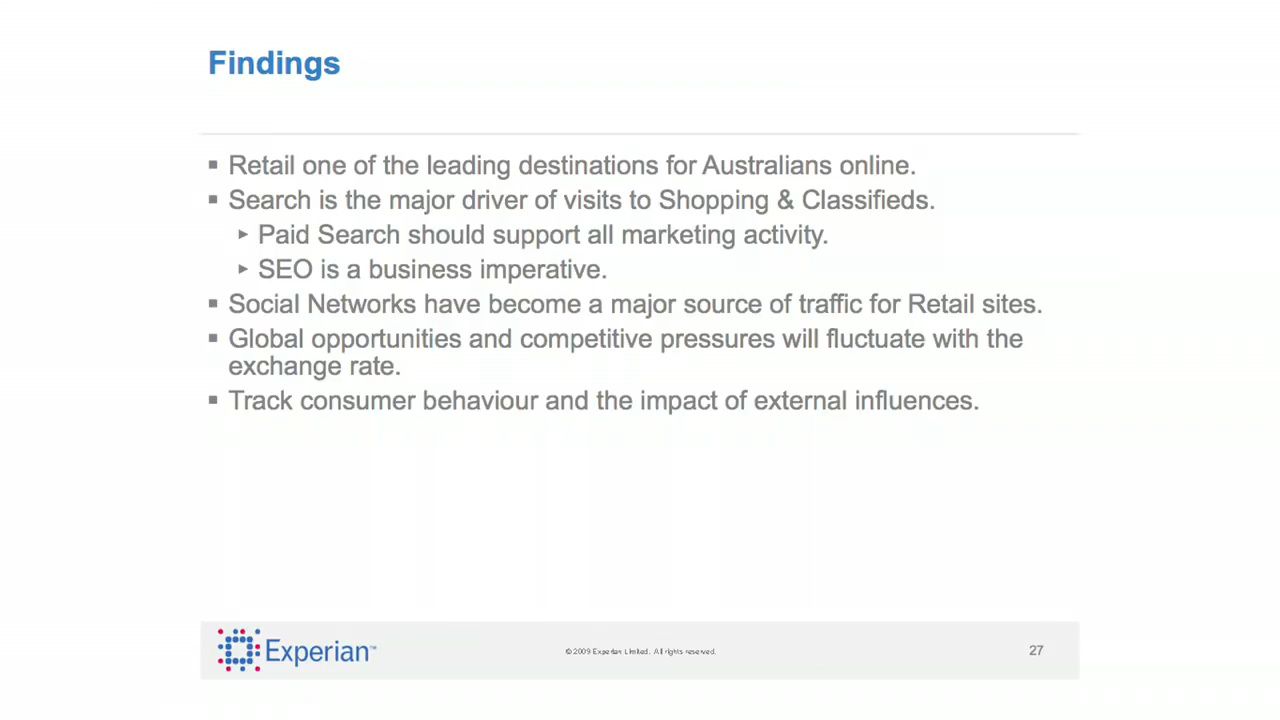 Findings
▪ Retail one of the leading destinations for Australians online.
▪ Search is the major driver of visits to Shopping & Classifieds.
▸ Paid Search should support all marketing activity.
▸ SEO is a business imperative.
▪ Social Networks have become a major source of traffic for Retail sites.
▪ Global opportunities and competitive pressures will fluctuate with the
exchange rate.
▪ Track consumer behaviour and the impact of external influences.
Experian™
© 2009 Experian Limited. All rights reserved.
27